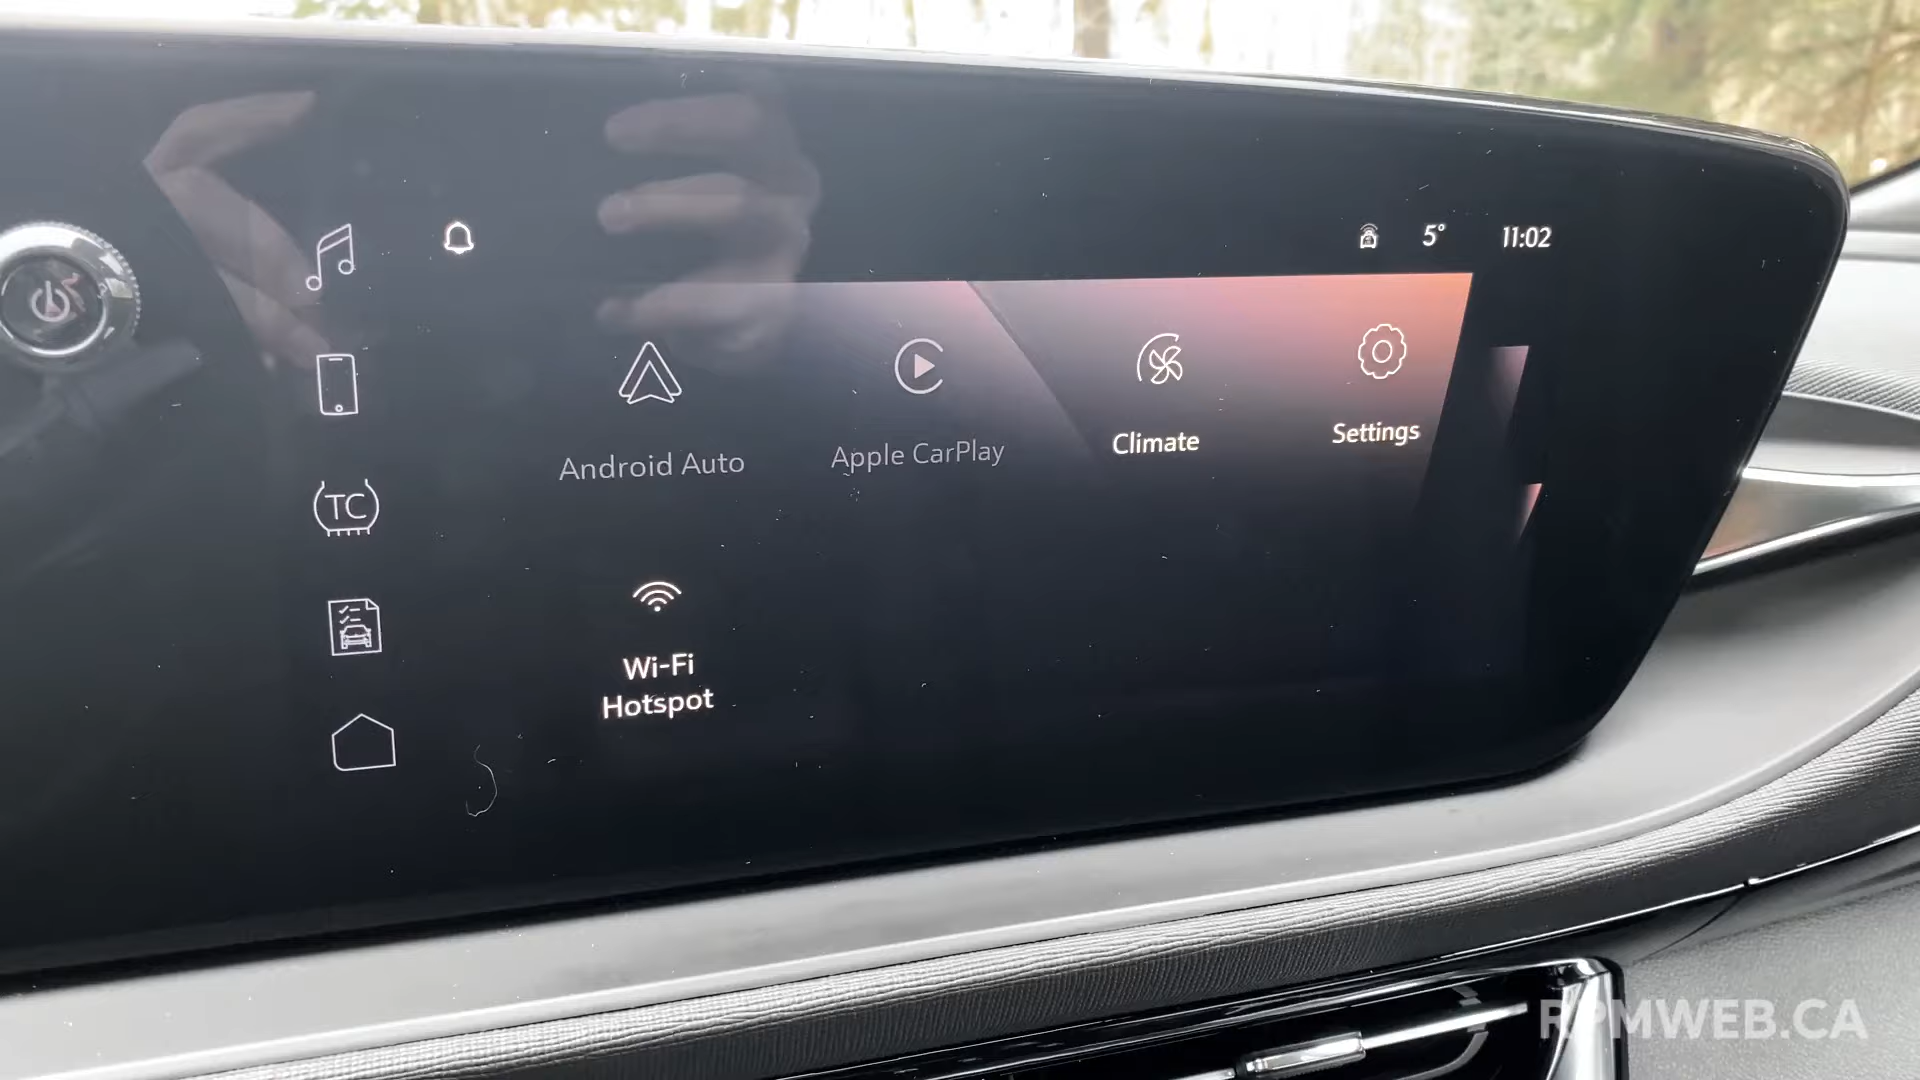 5°
11:02
Android Auto
Apple CarPlay
Climate
Settings
TC
Wi-Fi
Hotspot
RPMWEB.CA